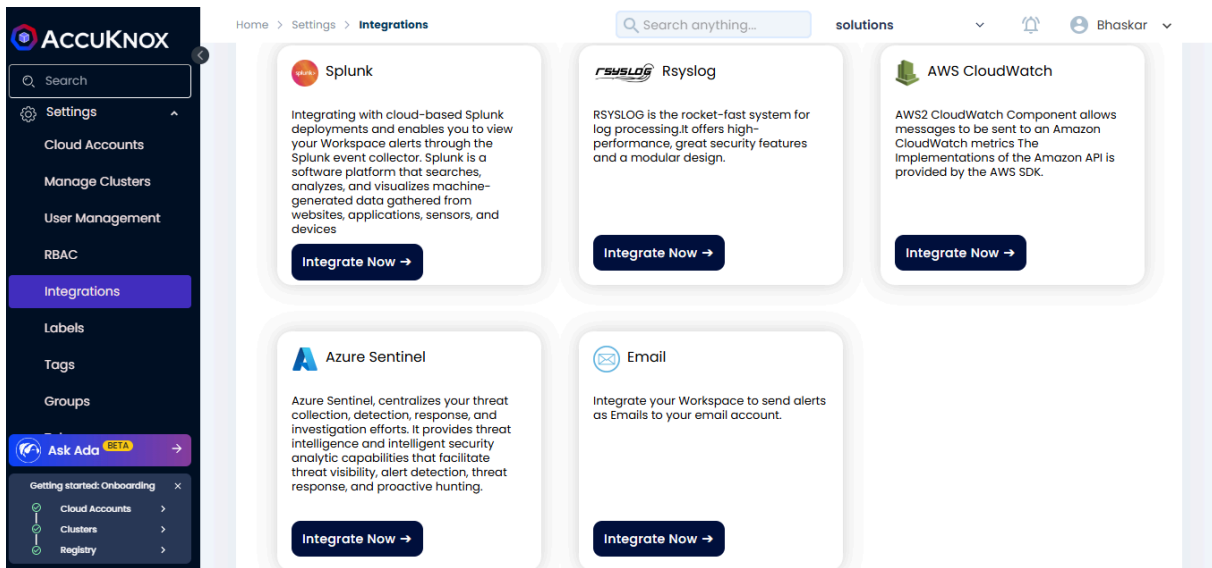 ACCUKNOX
Search
Settings
Cloud Accounts
Manage Clusters
User Management
RBAC
Integrations
Labels
Tags
Groups
Ask Ada BETA
Getting started: Onboarding
Cloud Accounts
Clusters
Registry
Home > Settings > Integrations
Search anything...
solutions
Bhaskar
splunk>
Splunk
Integrating with cloud-based Splunk
deployments and enables you to view
your Workspace alerts through the
Splunk event collector. Splunk is a
software platform that searches,
analyzes, and visualizes machine-
generated data gathered from
websites, applications, sensors, and
devices
Integrate Now →
RSYSLOG Rsyslog
RSYSLOG is the rocket-fast system for
log processing.It offers high-
performance, great security features
and a modular design.
Integrate Now →
AWS CloudWatch
AWS2 CloudWatch Component allows
messages to be sent to an Amazon
CloudWatch metrics The
Implementations of the Amazon API is
provided by the AWS SDK.
Integrate Now →
Azure Sentinel
Azure Sentinel, centralizes your threat
collection, detection, response, and
investigation efforts. It provides threat
intelligence and intelligent security
analytic capabilities that facilitate
threat visibility, alert detection, threat
response, and proactive hunting.
Integrate Now →
Email
Integrate your Workspace to send alerts
as Emails to your email account.
Integrate Now →